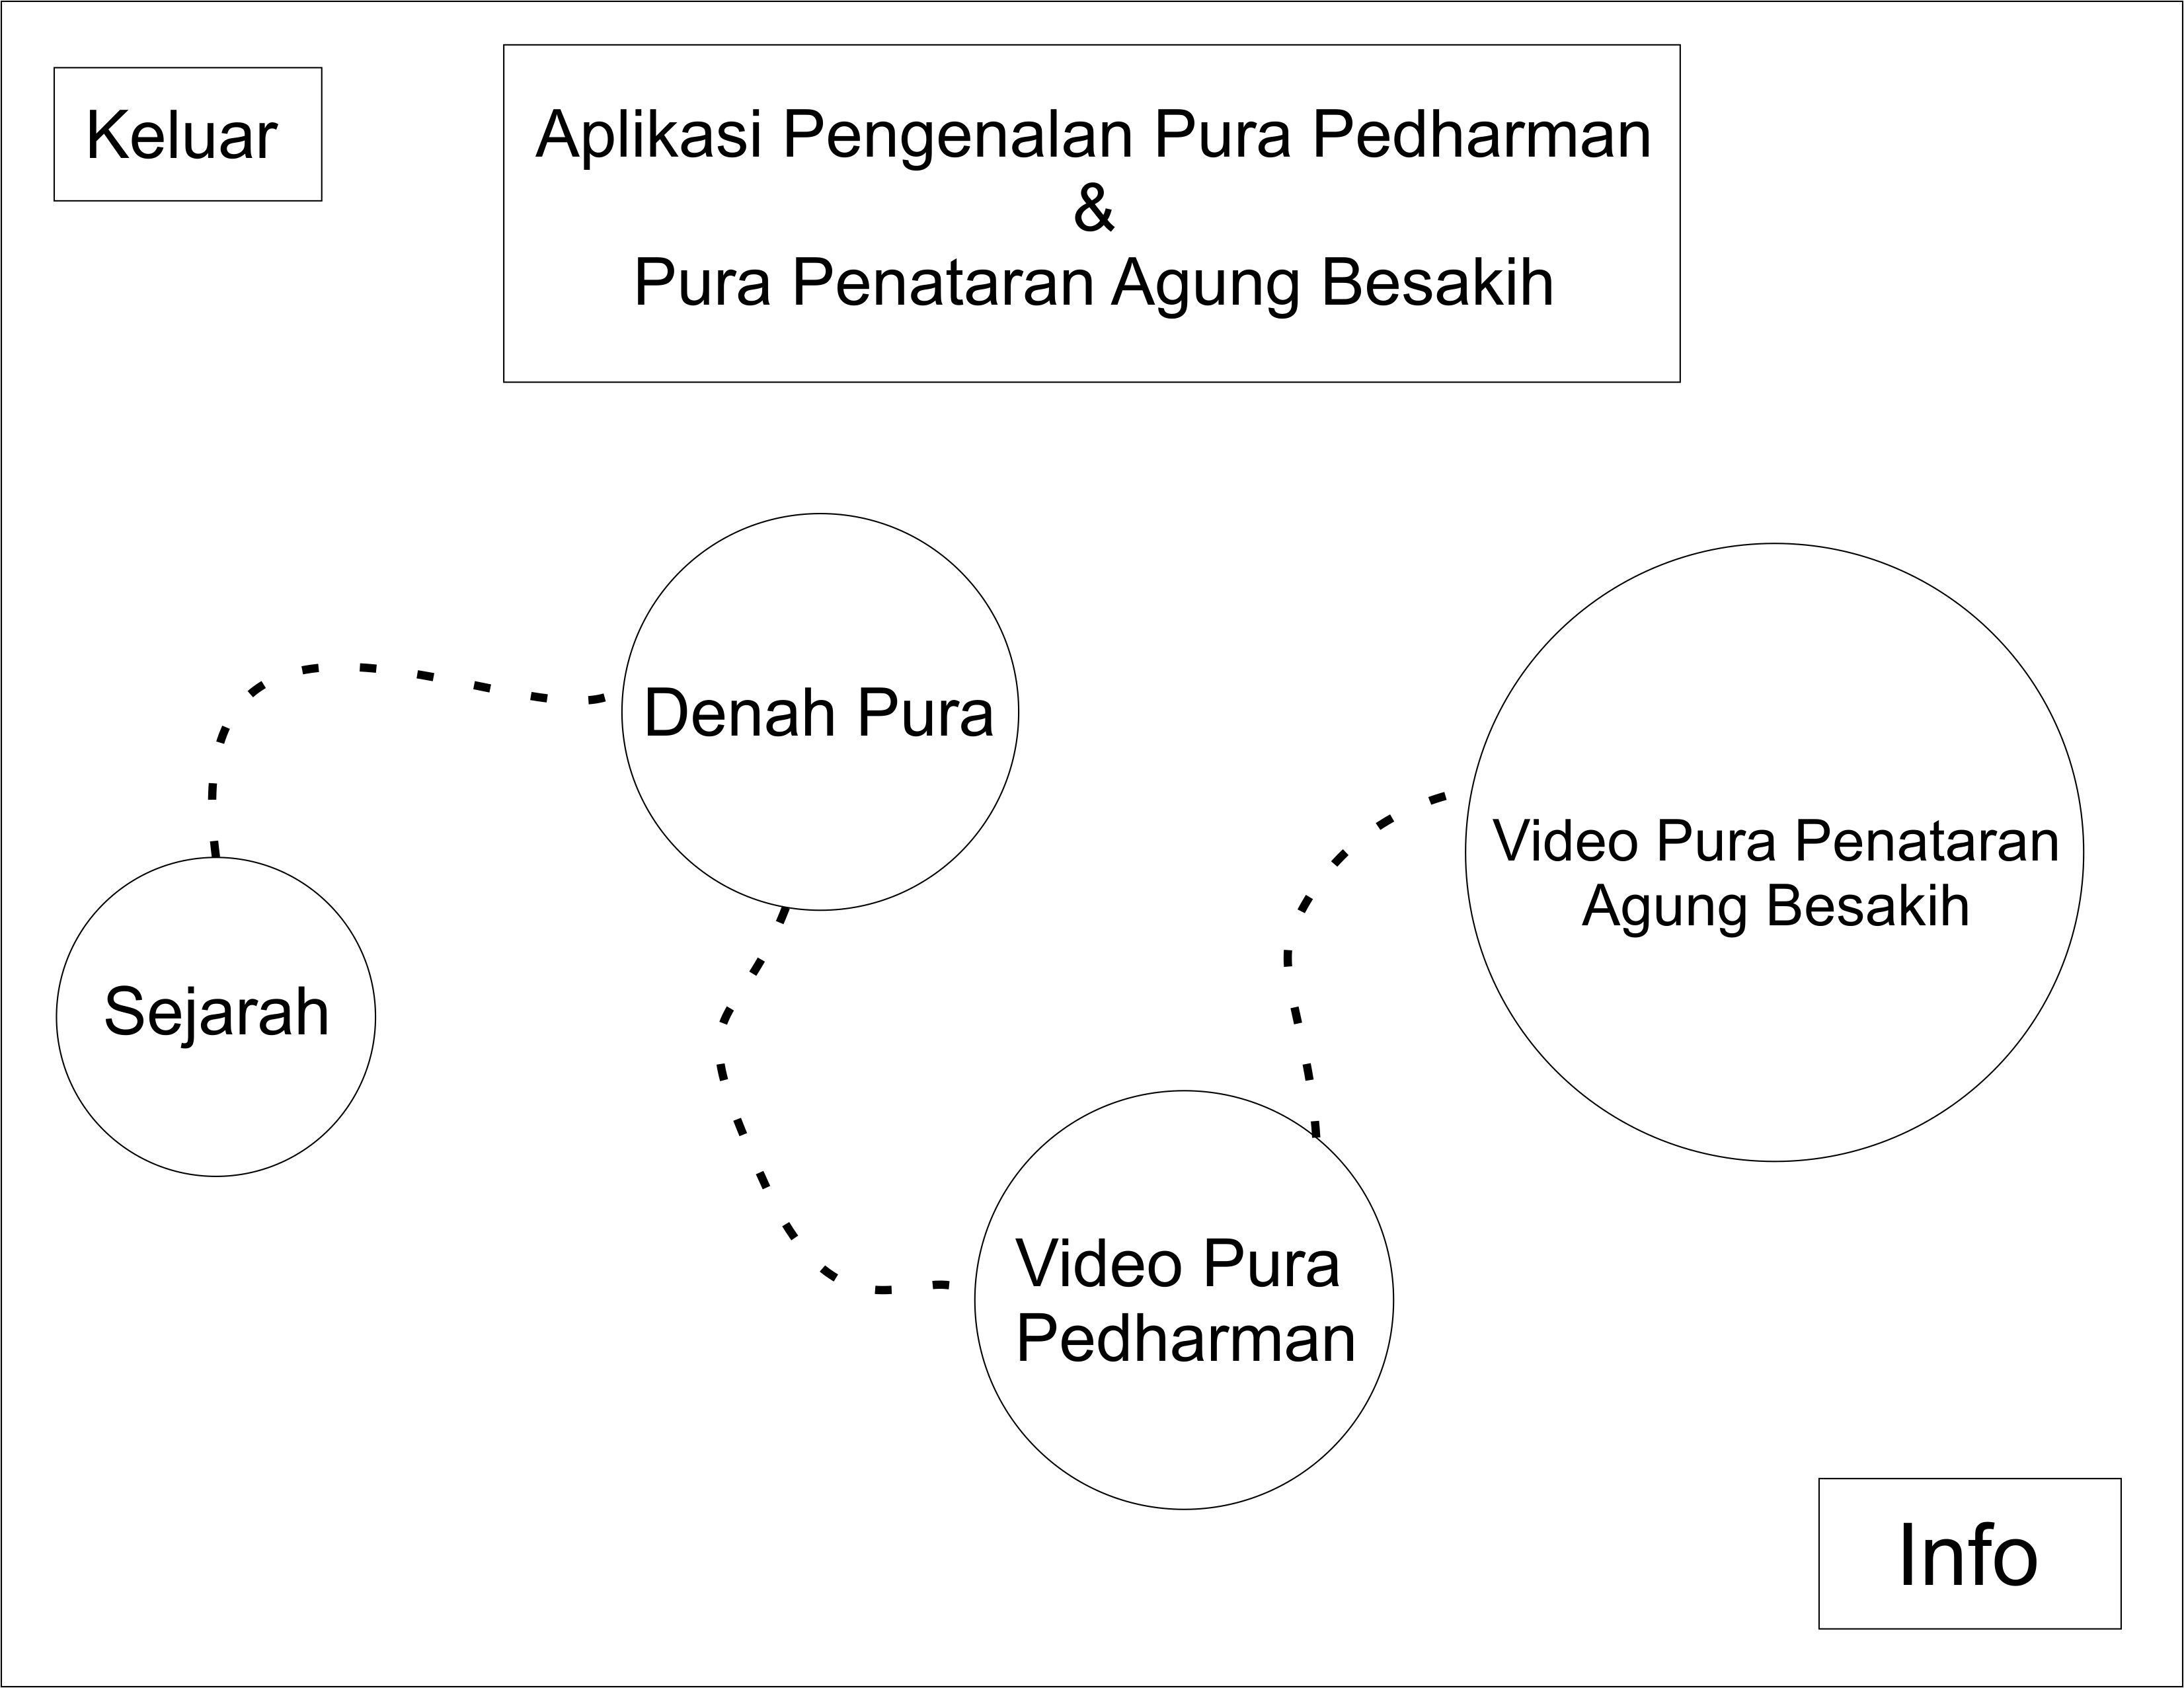 Keluar
Aplikasi Pengenalan Pura Pedharman
&
Pura Penataran Agung Besakih
Denah Pura
Video Pura Penataran
Agung Besakih
Sejarah
Video Pura
Pedharman
Info